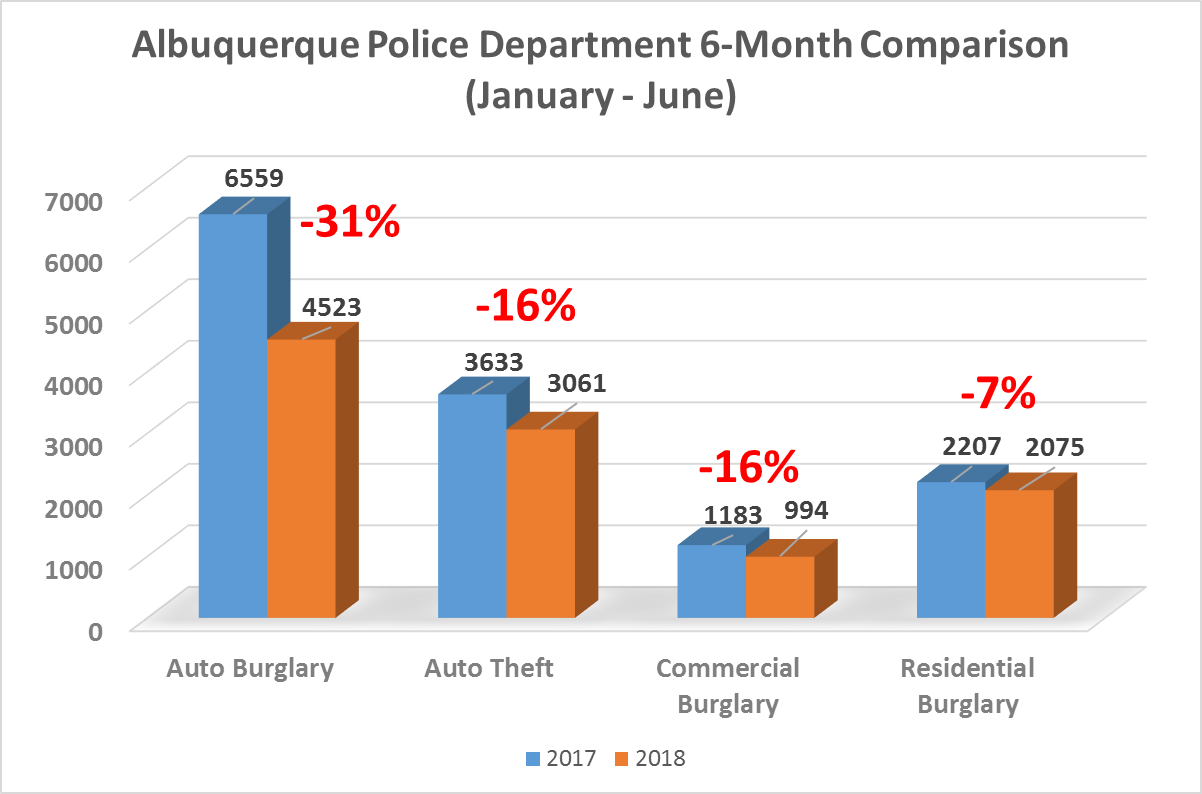 Albuquerque Police Department 6-Month Comparison
(January - June)
7000
6000
5000
4000
3000
2000
1000
0
6559
4523
-31%
3633
3061
-16%
1183
994
-16%
2207
2075
-7%
Auto Burglary
Auto Theft
Commercial
Burglary
Residential
Burglary
2017
2018